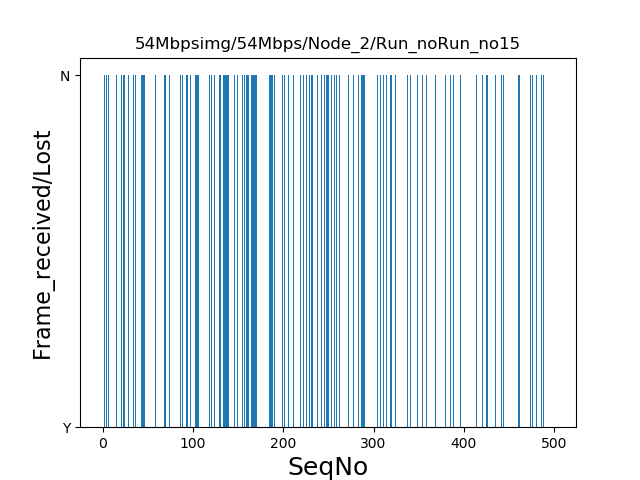 54Mbpsimg/54Mbps/Node_2/Run_noRun_no15
N
Frame_received/Lost
Y
0 100 200 300 400 500
SeqNo